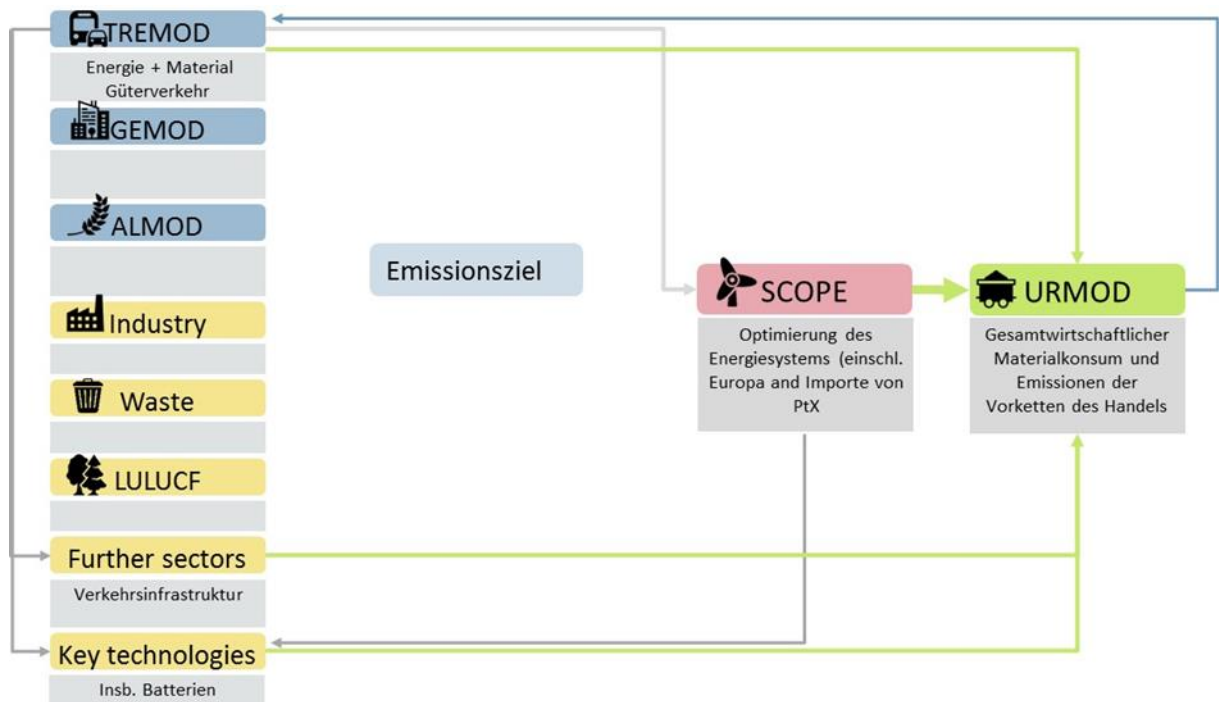 TREMOD
Energie + Material
Güterverkehr
GEMOD
ALMOD
Industry
Waste
LULUCF
Further sectors
Verkehrsinfrastruktur
Key technologies
Insb. Batterien
Emissionsziel
SCOPE
Optimierung des
Energiesystems (einschl.
Europa and Importe von
PtX
URMOD
Gesamtwirtschaftlicher
Materialkonsum und
Emissionen der
Vorketten des Handels